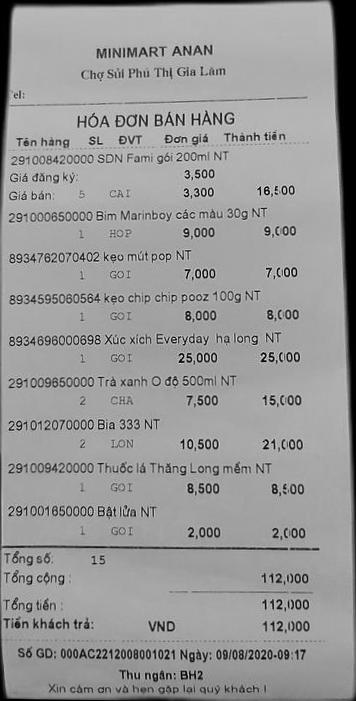 MINIMART ANAN
Chợ Sủi Phú Thị Gia Lâm
el:
HÓA ĐƠN BÁN HÀNG
Tên hàng SL ĐVT Đơn giá Thành tiền
291008420000 SDN Fami gói 200ml NT
Giá đăng ký: 3,500
Giá bán: 5 CAI 3,300 16,500
291000650000 Bim Marinboy các màu 30g NT
1 HOP 9,000 9,000
8934762070402 kẹo mút pop NT
1 GOI 7,000 7,000
8934595060564 kẹo chip chip pooz 100g NT
1 GOI 8,000 8,000
8934696000698 Xúc xích Everyday hạ long NT
1 GOI 25,000 25,000
291009650000 Trà xanh O độ 500ml NT
2 CHA 7,500 15,000
291012070000 Bia 333 NT
2 LON 10,500 21,000
291009420000 Thuốc lá Thăng Long mềm NT
1 GOI 8,500 8,500
291001650000 Bật lửa NT
1 GOI 2,000 2,000
Tổng số: 15
Tổng cộng : 112,000
Tổng tiền : 112,000
Tiền khách trả: VND 112,000
Số GD: 000AC2212008001021 Ngày: 09/08/2020-09:17
Thu ngân: BH2
Xin cảm ơn và hẹn gặp lại quý khách !